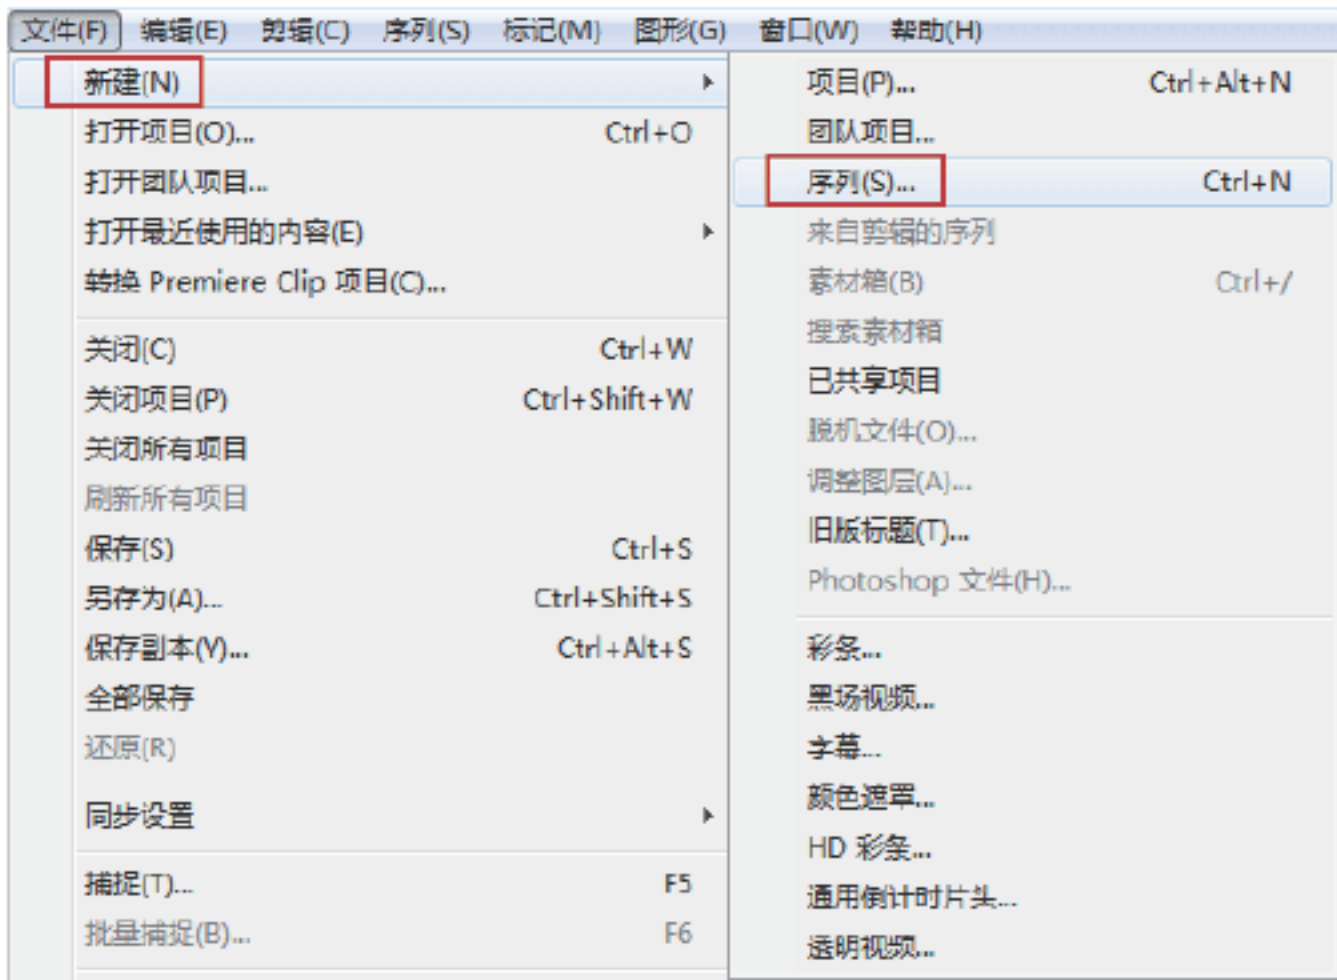 文件(F) 编辑(E) 剪辑(C) 序列(S) 标记(M) 图形(G) 窗口(W) 帮助(H)
新建(N)
打开项目(O)... Ctrl+O
打开团队项目...
打开最近使用的内容(E)
转换 Premiere Clip 项目(C)...
关闭(C) Ctrl+W
关闭项目(P) Ctrl+Shift+W
关闭所有项目
刷新所有项目
保存(S) Ctrl+S
另存为(A)... Ctrl+Shift+S
保存副本(Y)... Ctrl+Alt+S
全部保存
还原(R)
同步设置
捕捉(T)... F5
批量捕捉(B)... F6
项目(P)... Ctrl+Alt+N
团队项目...
序列(S)... Ctrl+N
来自剪辑的序列
素材箱(B) Ctrl+/
搜索素材箱
已共享项目
脱机文件(O)...
调整图层(A)...
旧版标题(T)...
Photoshop 文件(H)...
彩条...
黑场视频...
字幕...
颜色遮罩...
HD 彩条...
通用倒计时片头...
透明视频...